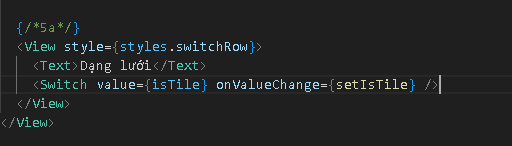 {/*5a*/}
<View style={styles.switchRow}>
<Text>Dạng lưới</Text>
<Switch value={isTile} onValueChange={setIsTile} />
</View>
</View>